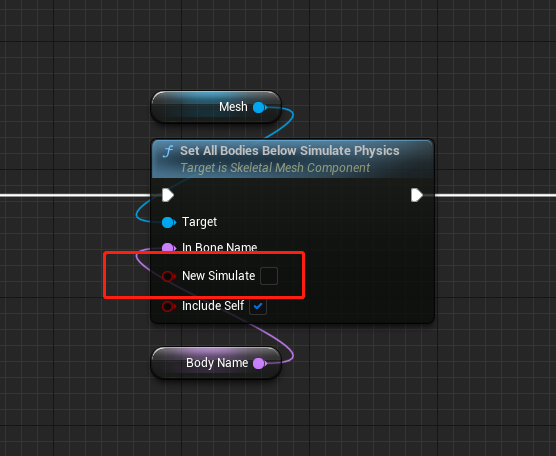 Mesh
f Set All Bodies Below Simulate Physics
Target is Skeletal Mesh Component
Target
In Bone Name
New Simulate
Include Self
Body Name